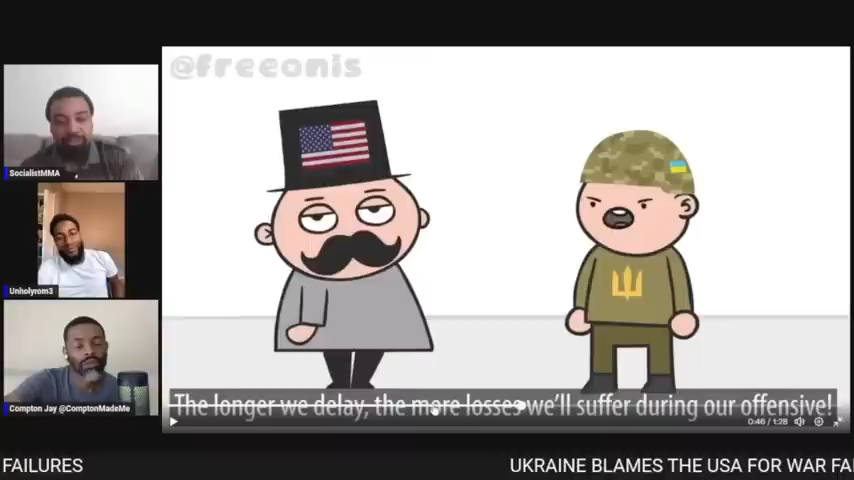 @freeonis
SocialistMMA
Unholyrom3
Compton Jay @ComptonMadeMe
The longer we delay, the more losses we'll suffer during our offensive!
0:46 / 1:28
FAILURES
UKRAINE BLAMES THE USA FOR WAR FAI